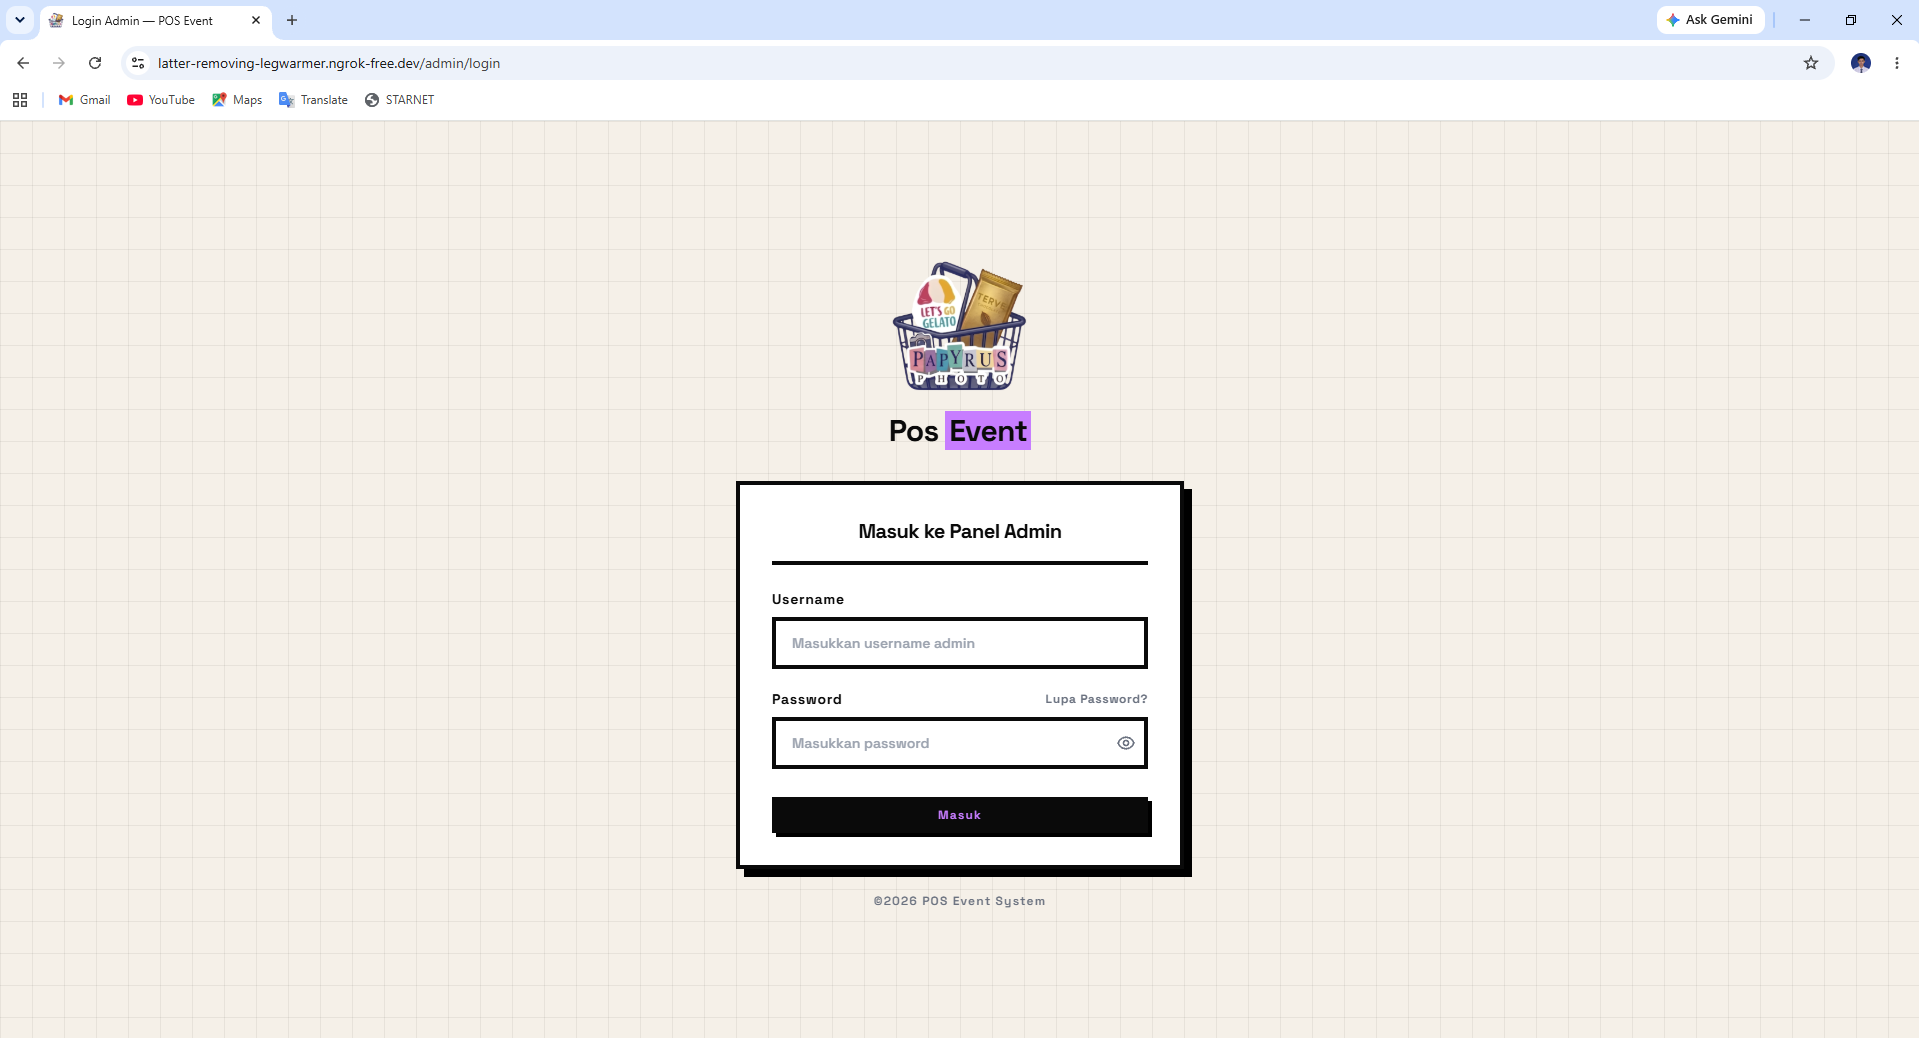 Login Admin — POS Event
Ask Gemini
latter-removing-legwarmer.ngrok-free.dev/admin/login
Gmail
YouTube
Maps
Translate
STARNET
LET'S GO
GELATO
TERVE
PAPYRUS
PHOTO
Pos Event
Masuk ke Panel Admin
Username
Masukkan username admin
Password
Lupa Password?
Masukkan password
Masuk
©2026 POS Event System